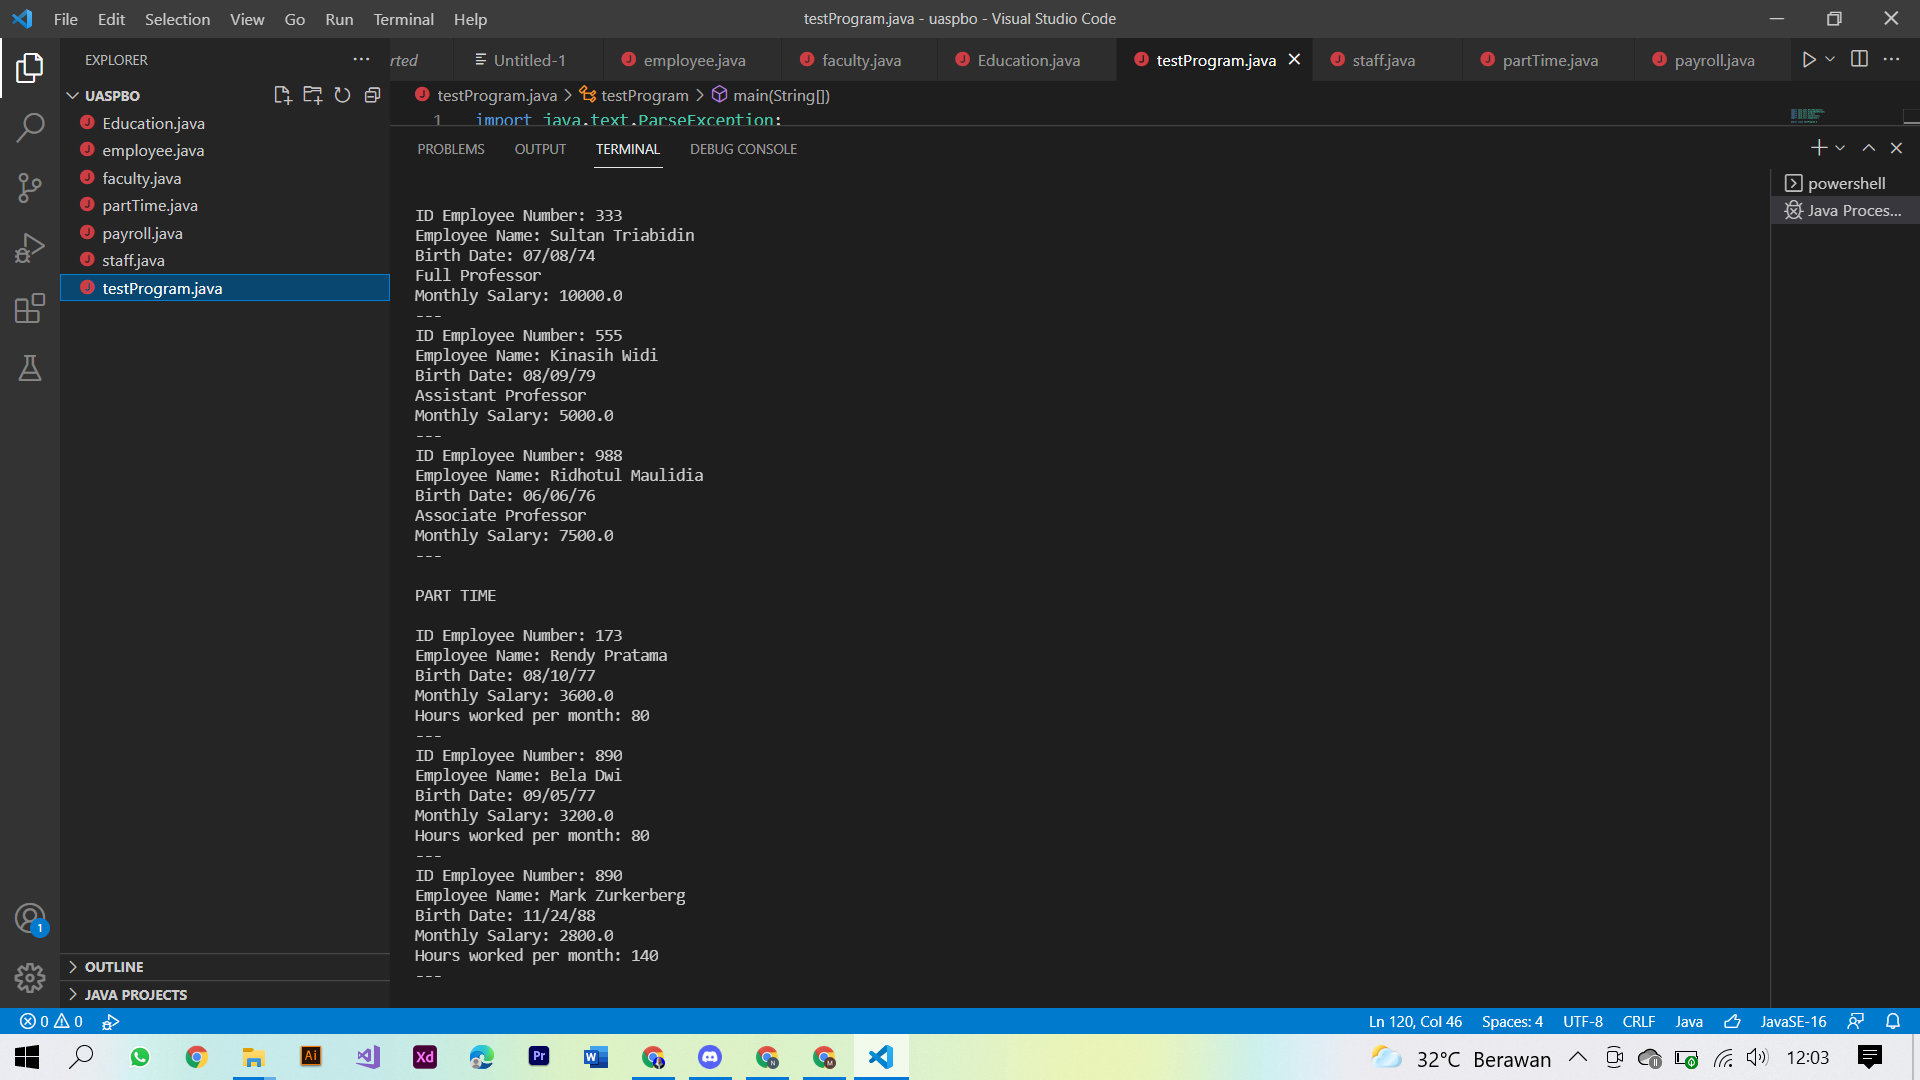 File Edit Selection View Go Run Terminal Help
testProgram.java - uaspbo - Visual Studio Code
EXPLORER
UASPBO
Education.java
employee.java
faculty.java
partTime.java
payroll.java
staff.java
testProgram.java
OUTLINE
JAVA PROJECTS
rted Untitled-1 employee.java faculty.java Education.java testProgram.java staff.java partTime.java payroll.java
testProgram.java > testProgram > main(String[])
1 import java.text.ParseException;
PROBLEMS OUTPUT TERMINAL DEBUG CONSOLE
powershell
Java Proces...
ID Employee Number: 333
Employee Name: Sultan Triabidin
Birth Date: 07/08/74
Full Professor
Monthly Salary: 10000.0
---
ID Employee Number: 555
Employee Name: Kinasih Widi
Birth Date: 08/09/79
Assistant Professor
Monthly Salary: 5000.0
---
ID Employee Number: 988
Employee Name: Ridhotul Maulidia
Birth Date: 06/06/76
Associate Professor
Monthly Salary: 7500.0
---
PART TIME
ID Employee Number: 173
Employee Name: Rendy Pratama
Birth Date: 08/10/77
Monthly Salary: 3600.0
Hours worked per month: 80
---
ID Employee Number: 890
Employee Name: Bela Dwi
Birth Date: 09/05/77
Monthly Salary: 3200.0
Hours worked per month: 80
---
ID Employee Number: 890
Employee Name: Mark Zurkerberg
Birth Date: 11/24/88
Monthly Salary: 2800.0
Hours worked per month: 140
---
1
0 0
Ln 120, Col 46 Spaces: 4 UTF-8 CRLF Java JavaSE-16
Ai Xd Pr W
32°C Berawan 12:03